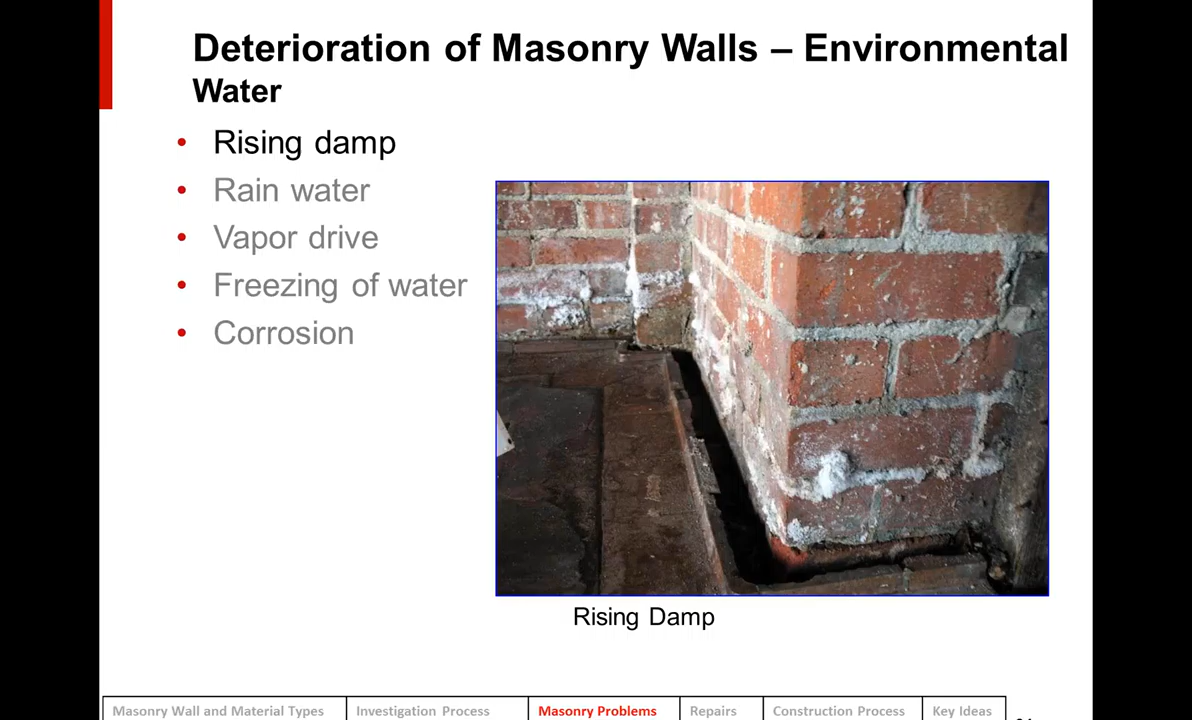 Deterioration of Masonry Walls – Environmental
Water
• Rising damp
• Rain water
• Vapor drive
• Freezing of water
• Corrosion
Rising Damp
Masonry Wall and Material Types
Investigation Process
Masonry Problems
Repairs
Construction Process
Key Ideas